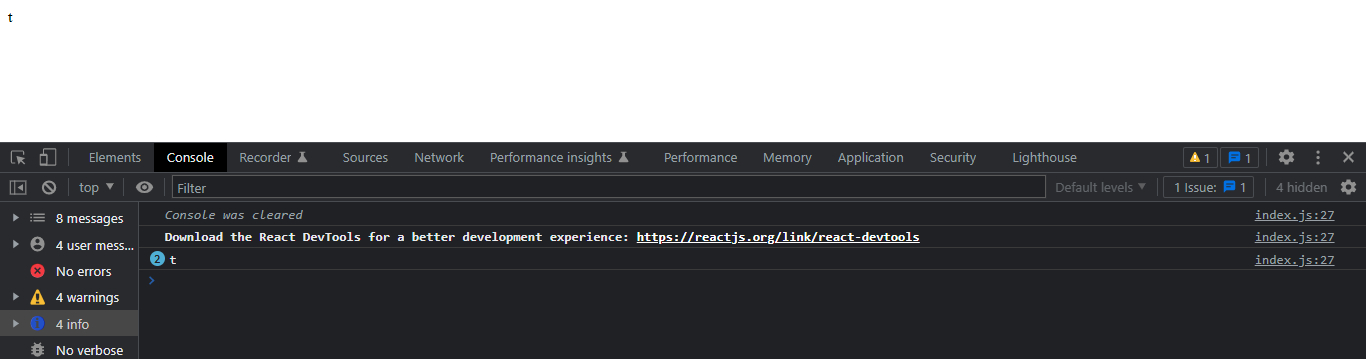 t
Elements Console Recorder Sources Network Performance insights Performance Memory Application Security Lighthouse 1 1
top Filter Default levels 1 Issue: 1 4 hidden
8 messages
4 user mess...
No errors
4 warnings
4 info
No verbose
Console was cleared index.js:27
Download the React DevTools for a better development experience: https://reactjs.org/link/react-devtools index.js:27
2 t index.js:27